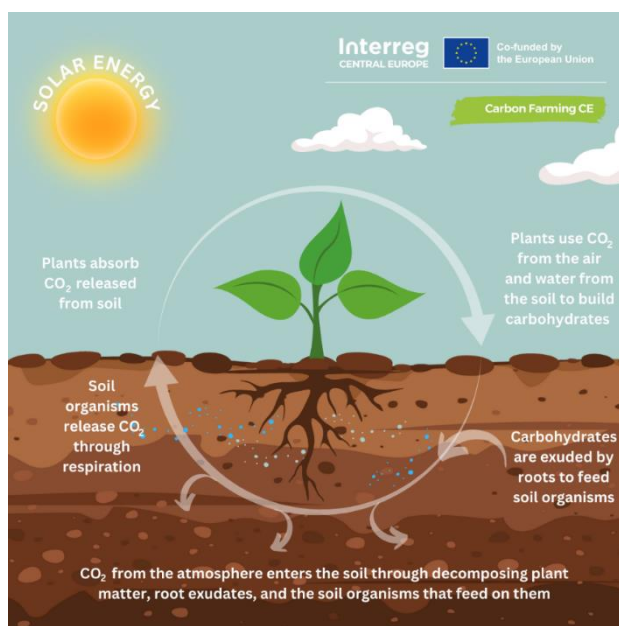 Interreg
CENTRAL EUROPE
Co-funded by
the European Union
Carbon Farming CE
SOLAR ENERGY
Plants absorb
CO₂ released
from soil
Plants use CO₂
from the air
and water from
the soil to build
carbohydrates
Soil
organisms
release CO₂
through
respiration
Carbohydrates
are exuded by
roots to feed
soil organisms
CO₂ from the atmosphere enters the soil through decomposing plant
matter, root exudates, and the soil organisms that feed on them